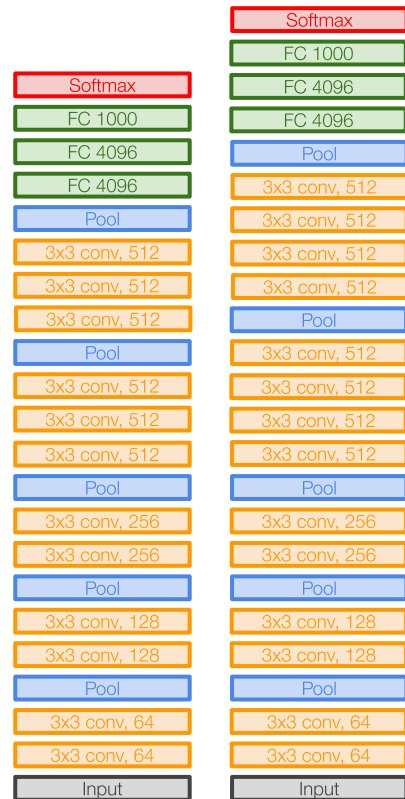 Softmax
FC 1000
FC 4096
FC 4096
Pool
3x3 conv, 512
3x3 conv, 512
3x3 conv, 512
Pool
3x3 conv, 512
3x3 conv, 512
3x3 conv, 512
Pool
3x3 conv, 256
3x3 conv, 256
Pool
3x3 conv, 128
3x3 conv, 128
Pool
3x3 conv, 64
3x3 conv, 64
Input
Softmax
FC 1000
FC 4096
FC 4096
Pool
3x3 conv, 512
3x3 conv, 512
3x3 conv, 512
3x3 conv, 512
Pool
3x3 conv, 512
3x3 conv, 512
3x3 conv, 512
3x3 conv, 512
Pool
3x3 conv, 256
3x3 conv, 256
Pool
3x3 conv, 128
3x3 conv, 128
Pool
3x3 conv, 64
3x3 conv, 64
Input